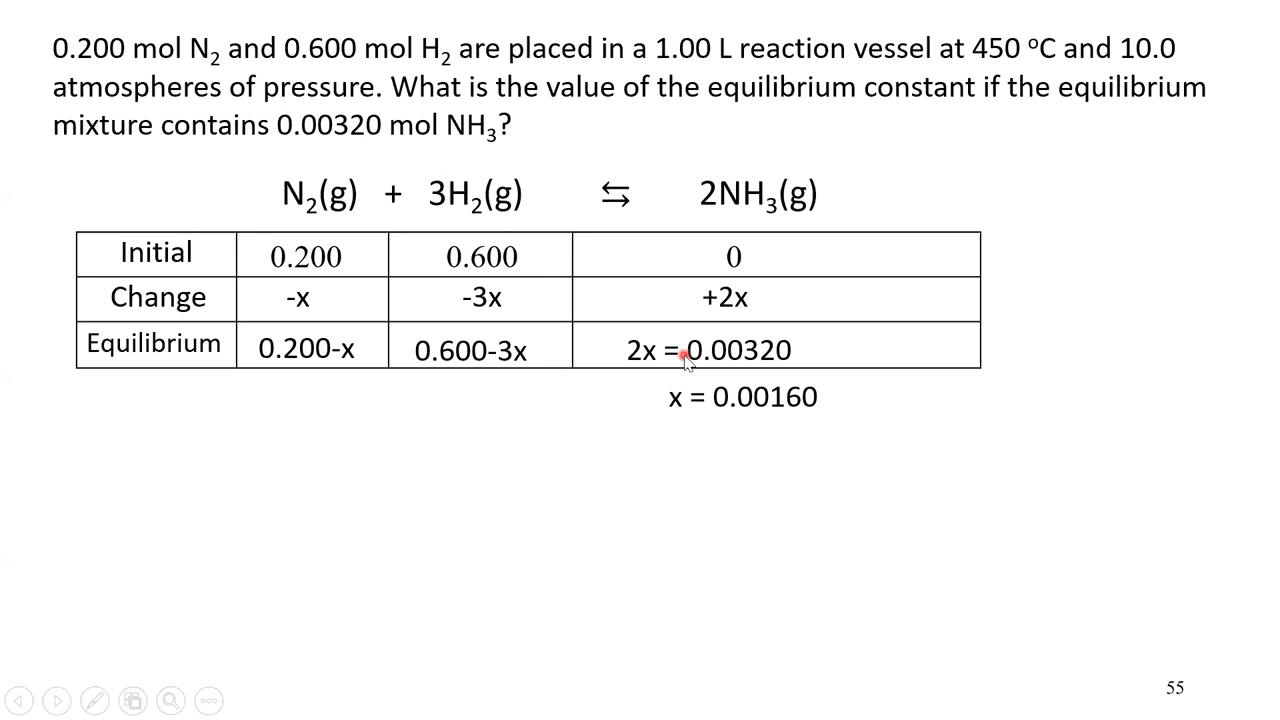 0.200 mol N₂ and 0.600 mol H₂ are placed in a 1.00 L reaction vessel at 450 ᵒC and 10.0
atmospheres of pressure. What is the value of the equilibrium constant if the equilibrium
mixture contains 0.00320 mol NH₃?
N₂(g) + 3H₂(g) ⇆ 2NH₃(g)
Initial 0.200 0.600 0
Change -x -3x +2x
Equilibrium 0.200-x 0.600-3x 2x = 0.00320
x = 0.00160
55